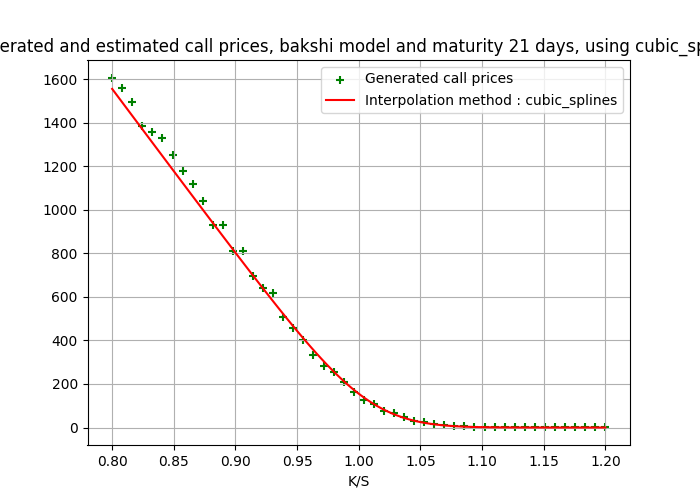 erated and estimated call prices, bakshi model and maturity 21 days, using cubic_sp
Generated call prices
Interpolation method : cubic_splines
1600
1400
1200
1000
800
600
400
200
0
0.80 0.85 0.90 0.95 1.00 1.05 1.10 1.15 1.20
K/S